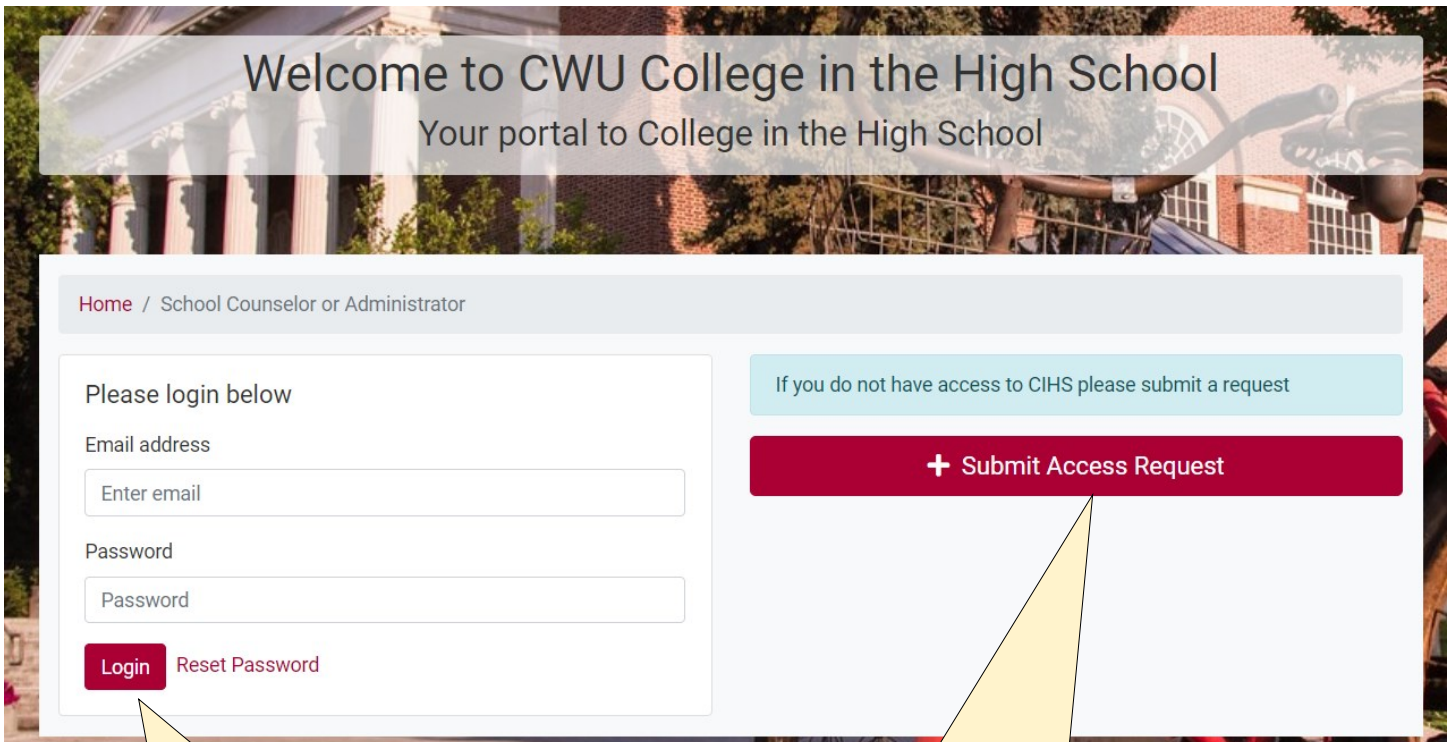 Welcome to CWU College in the High School
Your portal to College in the High School
Home / School Counselor or Administrator
Please login below
Email address
Enter email
Password
Password
Login Reset Password
If you do not have access to CIHS please submit a request
+ Submit Access Request